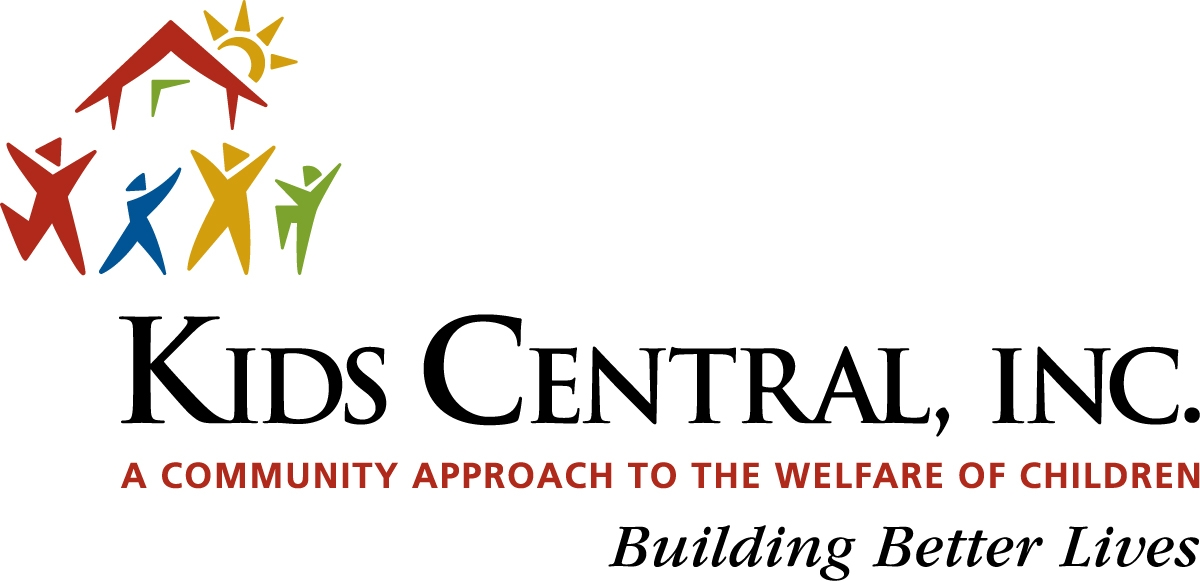 KIDS CENTRAL, INC.
A COMMUNITY APPROACH TO THE WELFARE OF CHILDREN
Building Better Lives